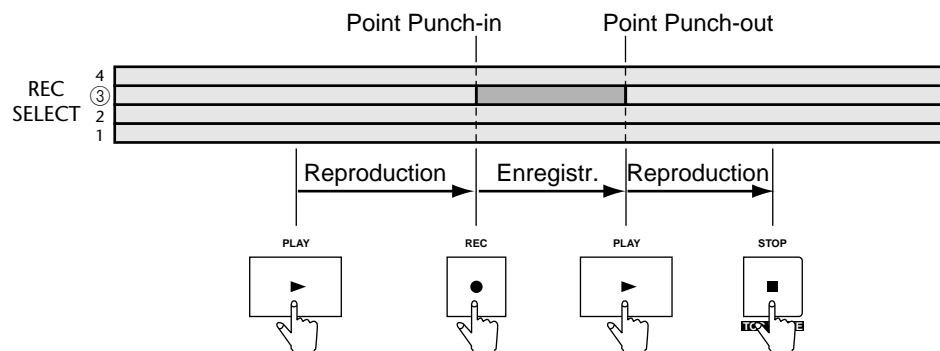 Point Punch-in Point Punch-out
REC
SELECT
4
3
2
1
Reproduction Enregistr. Reproduction
PLAY REC PLAY STOP